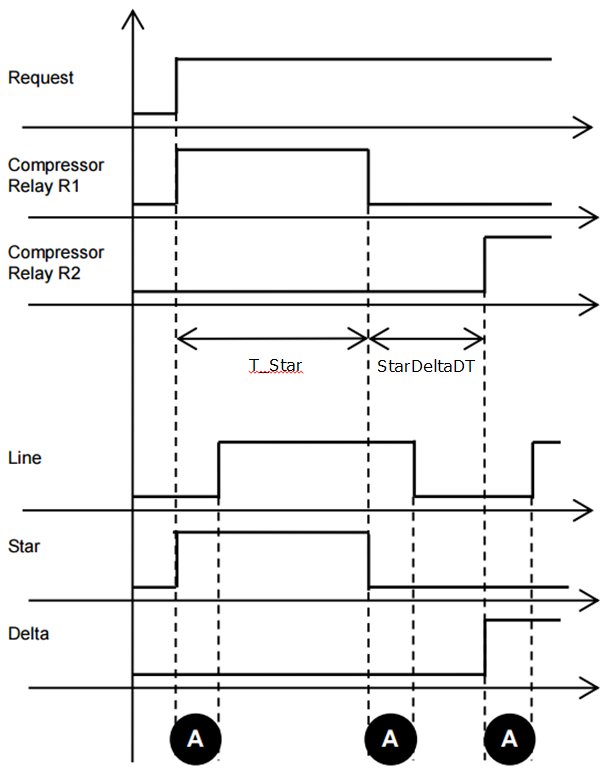 Request
Compressor
Relay R1
Compressor
Relay R2
T_Star
StarDeltaDT
Line
Star
Delta
A
A
A